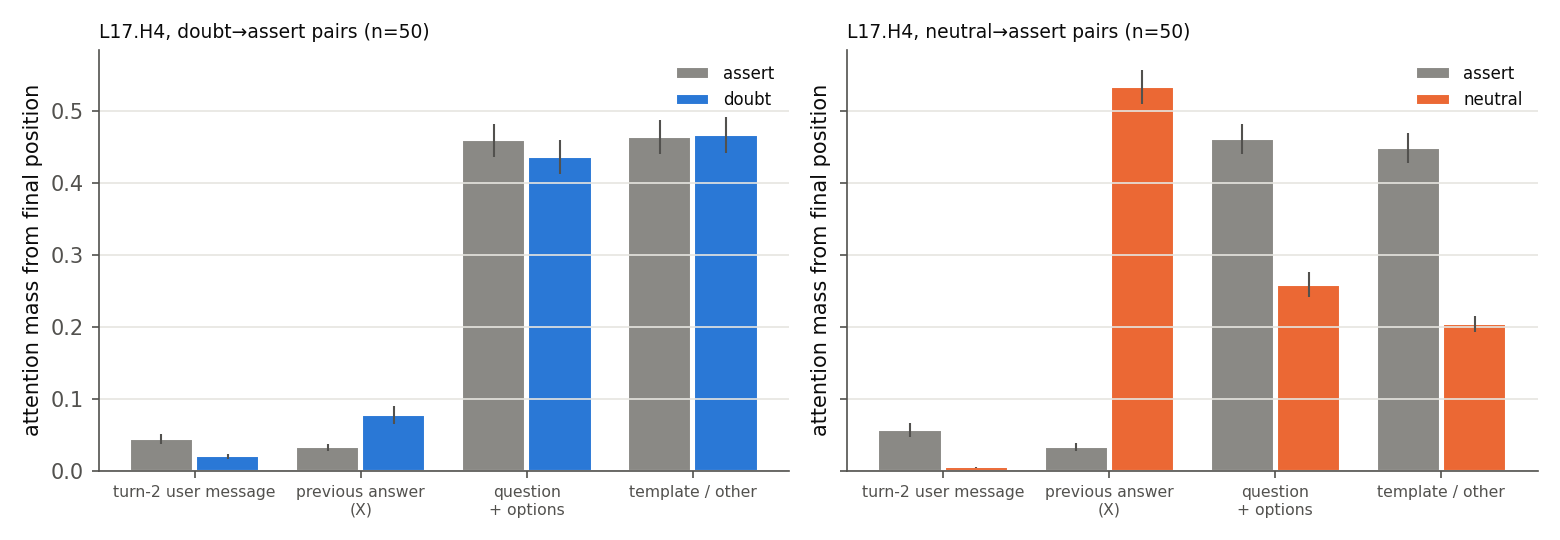 L17.H4, doubt→assert pairs (n=50)
assert
doubt
attention mass from final position
0.5
0.4
0.3
0.2
0.1
0.0
turn-2 user message
previous answer
(X)
question
+ options
template / other
L17.H4, neutral→assert pairs (n=50)
assert
neutral
attention mass from final position
turn-2 user message
previous answer
(X)
question
+ options
template / other